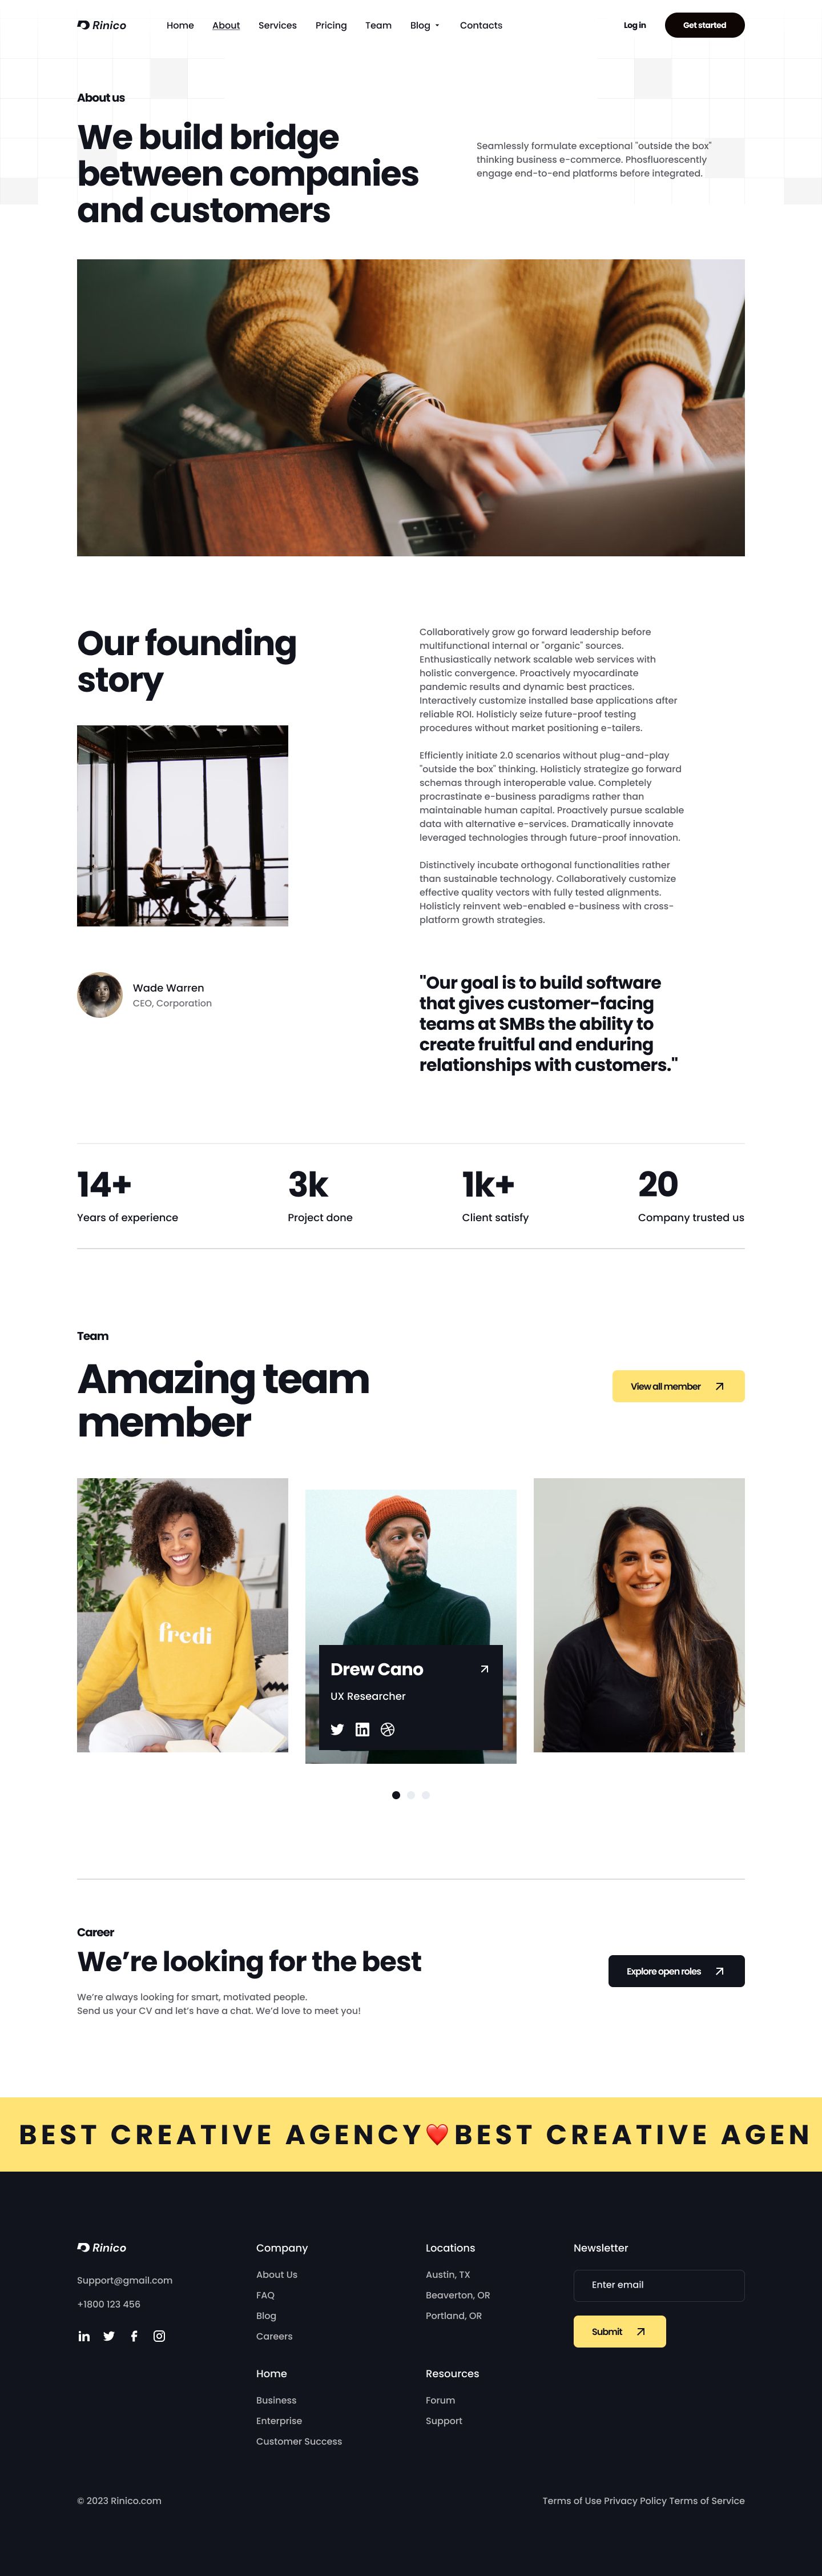 Rinico
Home About Services Pricing Team Blog Contacts
Log in Get started
About us
We build bridge
between companies
and customers
Seamlessly formulate exceptional "outside the box"
thinking business e-commerce. Phosfluorescently
engage end-to-end platforms before integrated.
Our founding
story
Collaboratively grow go forward leadership before
multifunctional internal or "organic" sources.
Enthusiastically network scalable web services with
holistic convergence. Proactively myocardinate
pandemic results and dynamic best practices.
Interactively customize installed base applications after
reliable ROI. Holisticly seize future-proof testing
procedures without market positioning e-tailers.
Efficiently initiate 2.0 scenarios without plug-and-play
"outside the box" thinking. Holisticly strategize go forward
schemas through interoperable value. Completely
procrastinate e-business paradigms rather than
maintainable human capital. Proactively pursue scalable
data with alternative e-services. Dramatically innovate
leveraged technologies through future-proof innovation.
Distinctively incubate orthogonal functionalities rather
than sustainable technology. Collaboratively customize
effective quality vectors with fully tested alignments.
Holisticly reinvent web-enabled e-business with cross-
platform growth strategies.
Wade Warren
CEO, Corporation
"Our goal is to build software
that gives customer-facing
teams at SMBs the ability to
create fruitful and enduring
relationships with customers."
14+
Years of experience
3k
Project done
1k+
Client satisfy
20
Company trusted us
Team
Amazing team
member
View all member
fredi
Drew Cano
UX Researcher
Career
We’re looking for the best
We’re always looking for smart, motivated people.
Send us your CV and let’s have a chat. We’d love to meet you!
Explore open roles
BEST CREATIVE AGENCY❤️BEST CREATIVE AGEN
Rinico
Support@gmail.com
+1800 123 456
Company
About Us
FAQ
Blog
Careers
Home
Business
Enterprise
Customer Success
Locations
Austin, TX
Beaverton, OR
Portland, OR
Resources
Forum
Support
Newsletter
Enter email
Submit
© 2023 Rinico.com
Terms of Use Privacy Policy Terms of Service